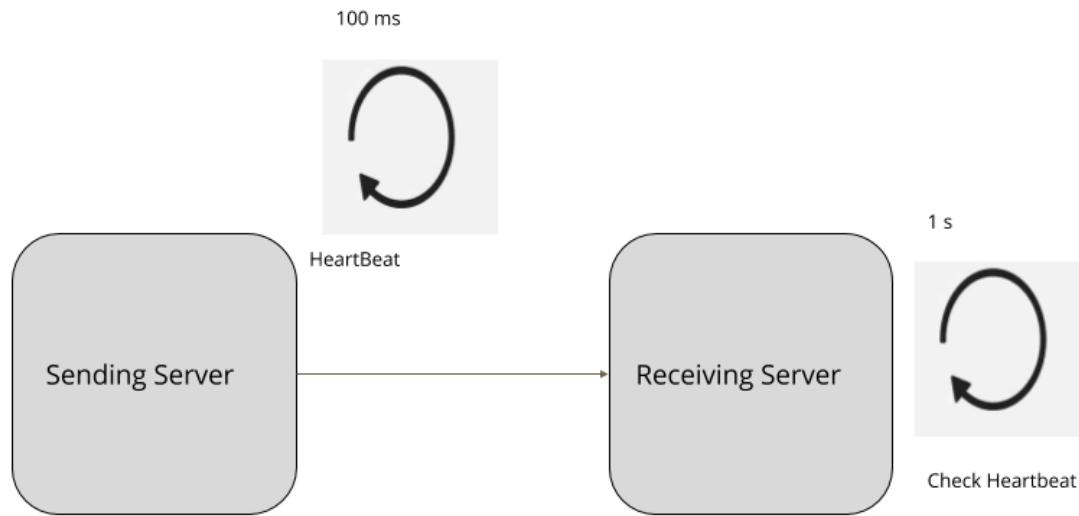 100 ms
HeartBeat
1 s
Sending Server
Receiving Server
Check Heartbeat